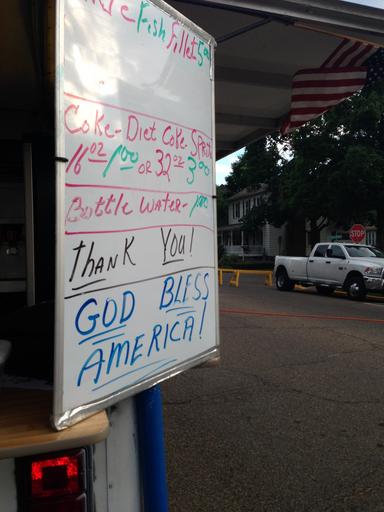 Fish Fillet 5.00
Coke - Diet Coke SPRITE
16oz 1.00 or 32oz 3.00
Bottle Water - 1.00
THANK YOU!
GOD BLESS
AMERICA!
STOP